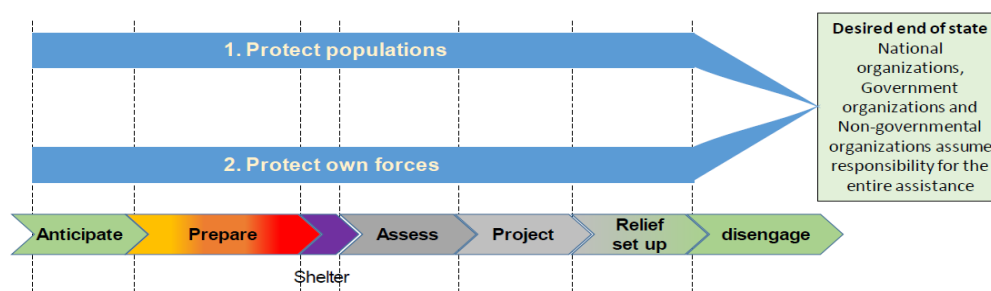 1. Protect populations
2. Protect own forces
Desired end of state
National
organizations,
Government
organizations and
Non-governmental
organizations assume
responsibility for the
entire assistance
Anticipate
Prepare
Shelter
Assess
Project
Relief
set up
disengage